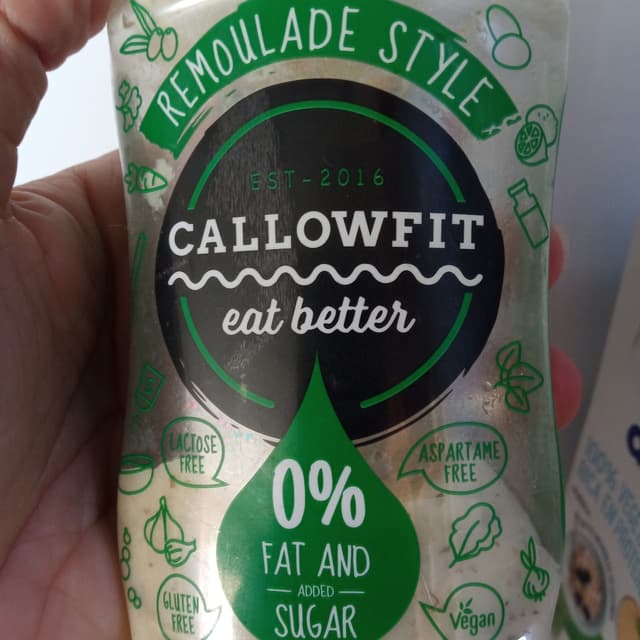 REMOULADE STYLE
EST-2016
CALLOWFIT
eat better
LACTOSE
FREE
ASPARTAME
FREE
0%
FAT AND
ADDED
SUGAR
GLUTEN
FREE
Vegan
100%